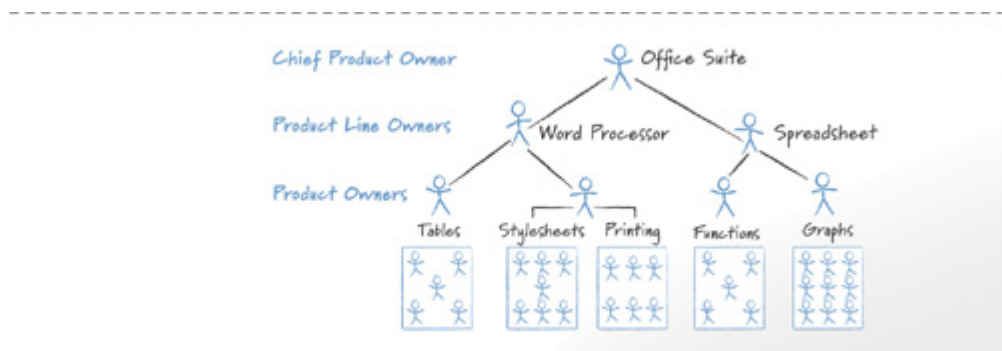 Chief Product Owner
Office Suite
Product Line Owners
Word Processor
Spreadsheet
Product Owners
Tables
Stylesheets
Printing
Functions
Graphs